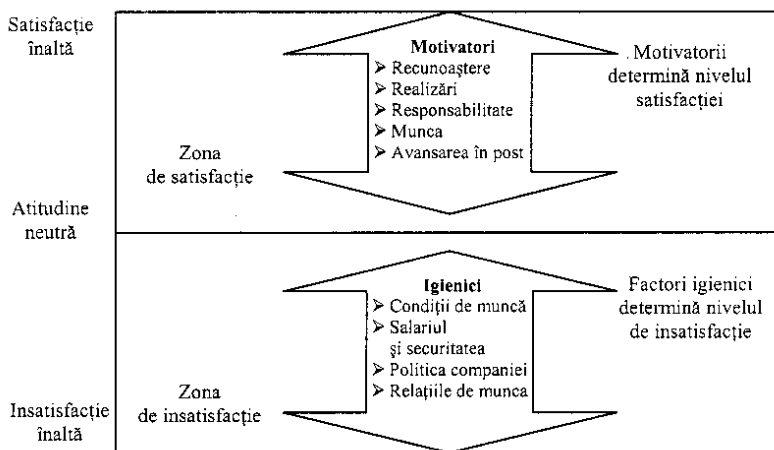 Satisfacție
înaltă
Motivatori
➢ Recunoaștere
➢ Realizări
➢ Responsabilitate
➢ Munca
➢ Avansarea în post
Motivatorii
determină nivelul
satisfacției
Zona
de satisfacție
Atitudine
neutră
Igienici
➢ Condiții de muncă
➢ Salariul
și securitatea
➢ Politica companiei
➢ Relațiile de munca
Factori igienici
determină nivelul
de insatisfacție
Zona
de insatisfacție
Insatisfacție
înaltă